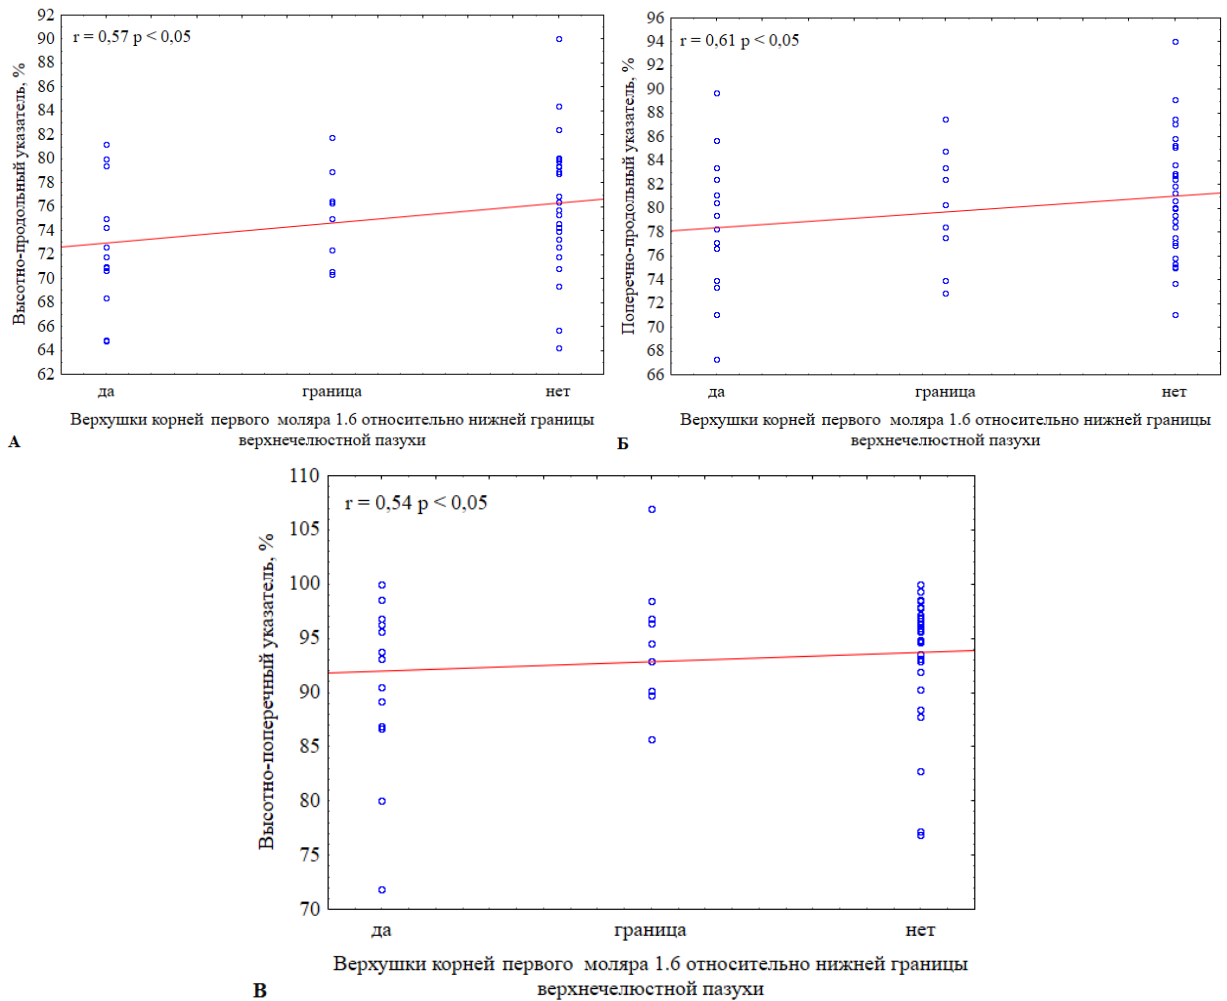 r = 0,57 p < 0,05
Высотно-продольный указатель, %
92
90
88
86
84
82
80
78
76
74
72
70
68
66
64
62
да граница нет
Верхушки корней первого моляра 1.6 относительно нижней границы
верхнечелюстной пазухи
А
r = 0,61 p < 0,05
Поперечно-продольный указатель, %
96
94
92
90
88
86
84
82
80
78
76
74
72
70
68
66
да граница нет
Верхушки корней первого моляра 1.6 относительно нижней границы
верхнечелюстной пазухи
Б
r = 0,54 p < 0,05
Высотно-поперечный указатель, %
110
105
100
95
90
85
80
75
70
да граница нет
Верхушки корней первого моляра 1.6 относительно нижней границы
верхнечелюстной пазухи
В